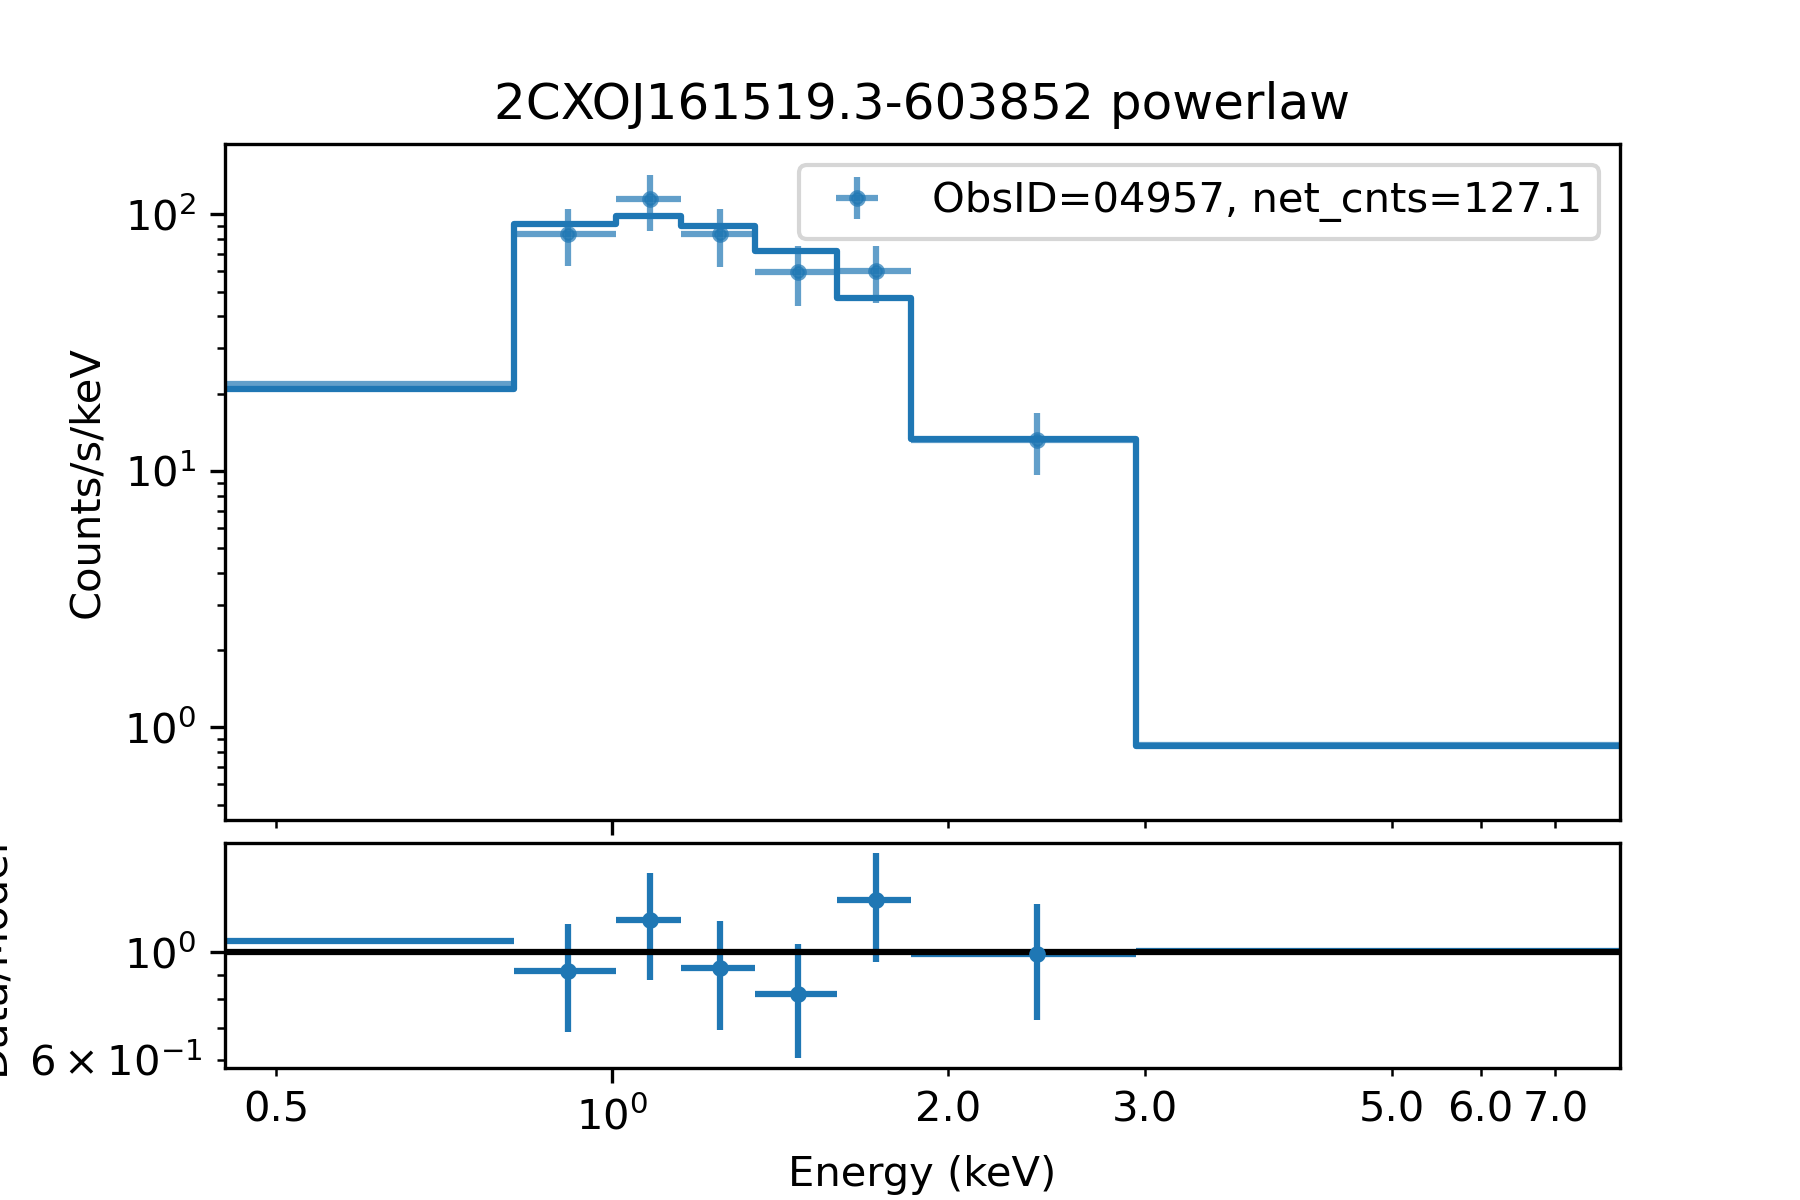 2CXOJ161519.3-603852 powerlaw
ObsID=04957, net_cnts=127.1
Counts/s/keV
10²
10¹
10⁰
10⁰
6 × 10⁻¹
0.5 10⁰ 2.0 3.0 5.0 6.0 7.0
Energy (keV)